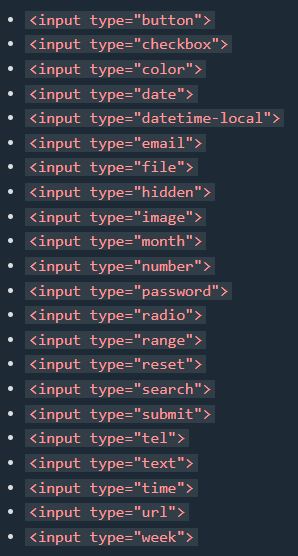 <input type="button">
<input type="checkbox">
<input type="color">
<input type="date">
<input type="datetime-local">
<input type="email">
<input type="file">
<input type="hidden">
<input type="image">
<input type="month">
<input type="number">
<input type="password">
<input type="radio">
<input type="range">
<input type="reset">
<input type="search">
<input type="submit">
<input type="tel">
<input type="text">
<input type="time">
<input type="url">
<input type="week">